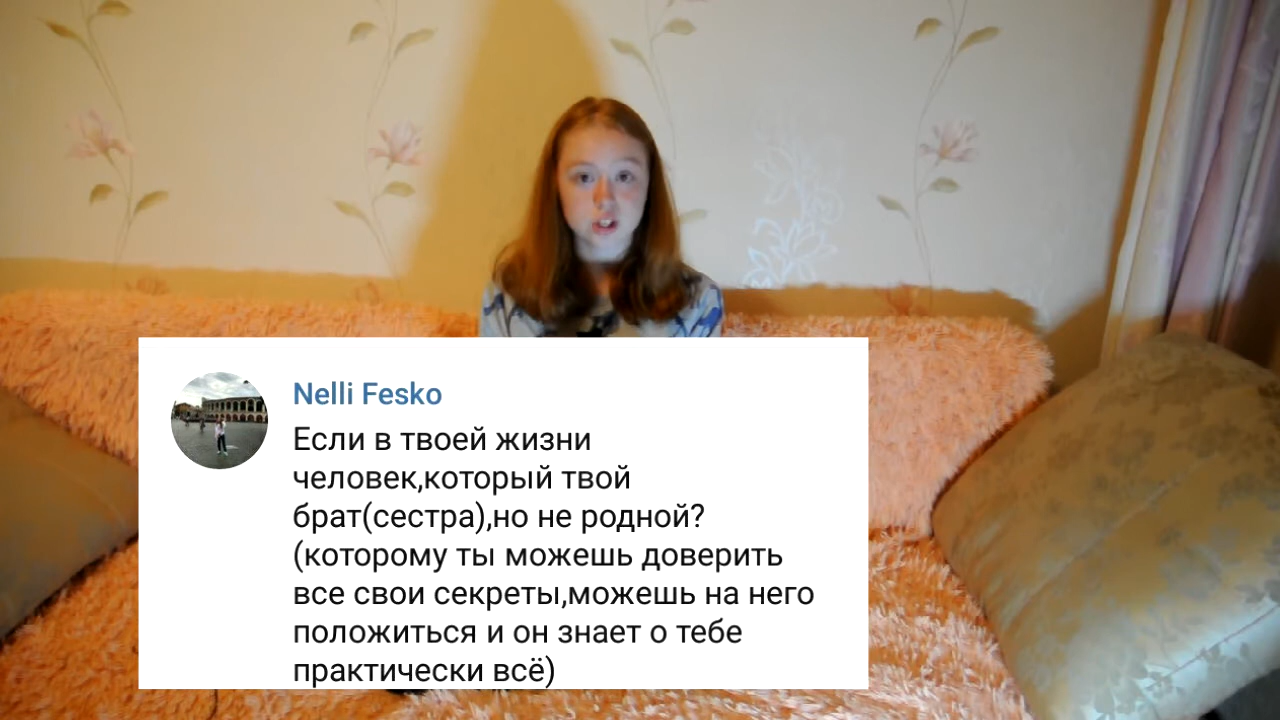 Nelli Fesko
Если в твоей жизни
человек,который твой
брат(сестра),но не родной?
(которому ты можешь доверить
все свои секреты,можешь на него
положиться и он знает о тебе
практически всё)